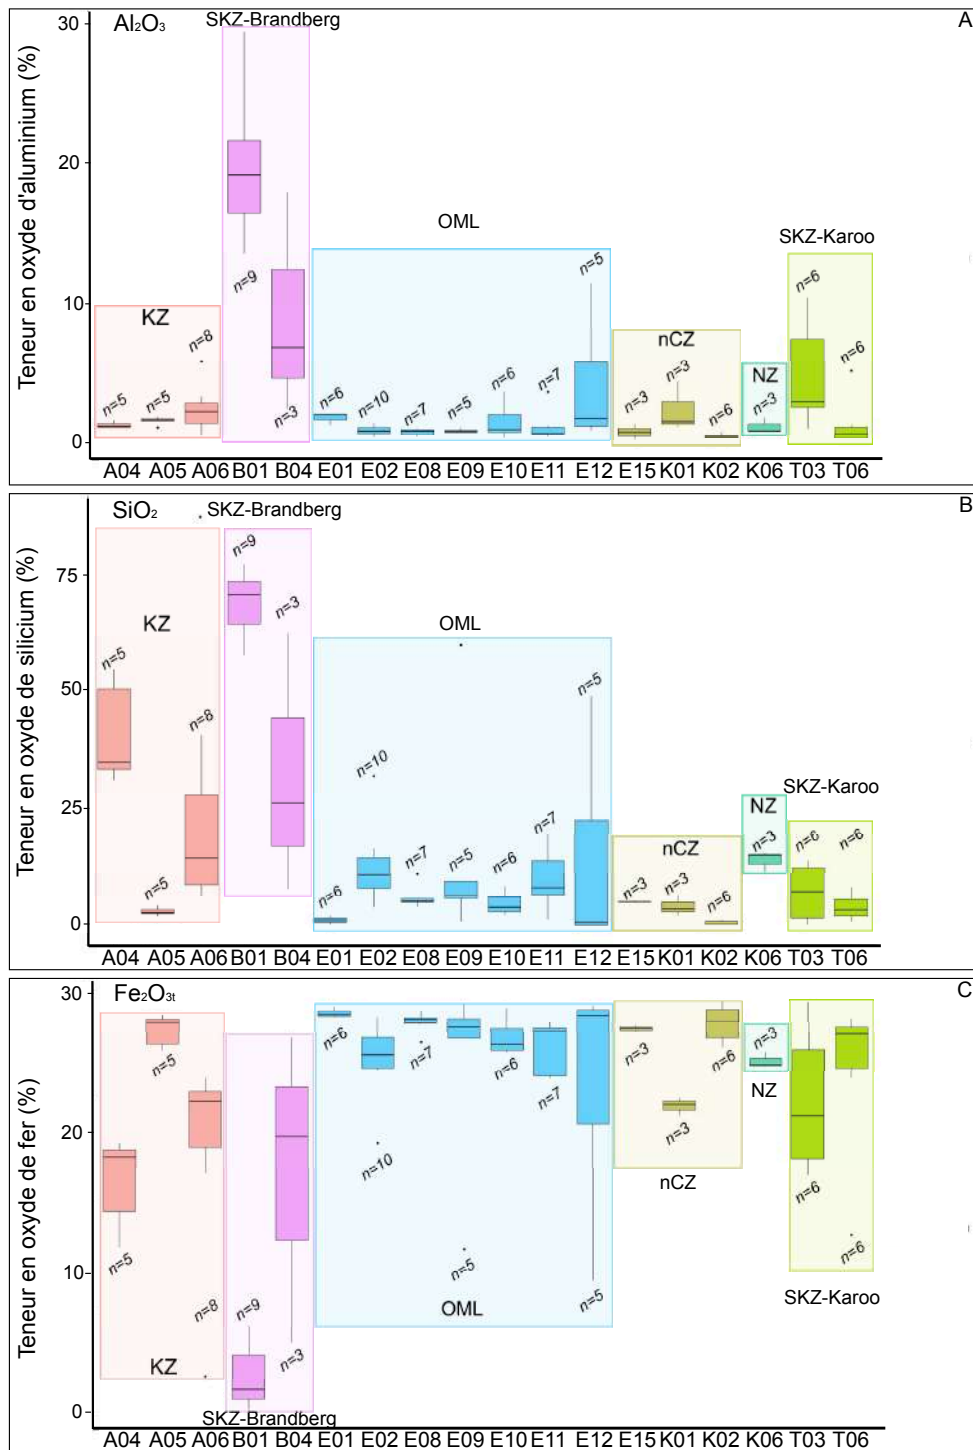 Al₂O₃
SKZ-Brandberg
A
Teneur en oxyde d'aluminium (%)
30
20
10
0
KZ
OML
nCZ
NZ
SKZ-Karoo
n=5
n=5
n=8
n=9
n=3
n=6
n=10
n=7
n=5
n=6
n=7
n=5
n=3
n=3
n=6
n=3
n=6
n=6
A04 A05 A06 B01 B04 E01 E02 E08 E09 E10 E11 E12 E15 K01 K02 K06 T03 T06
SiO₂
SKZ-Brandberg
B
Teneur en oxyde de silicium (%)
75
50
25
0
KZ
OML
nCZ
NZ
SKZ-Karoo
n=5
n=5
n=8
n=9
n=3
n=6
n=10
n=7
n=5
n=6
n=7
n=5
n=3
n=3
n=6
n=3
n=6
n=6
A04 A05 A06 B01 B04 E01 E02 E08 E09 E10 E11 E12 E15 K01 K02 K06 T03 T06
Fe₂O₃t
C
Teneur en oxyde de fer (%)
30
20
10
0
n=5
n=5
n=8
n=9
n=3
n=6
n=10
n=7
n=5
n=6
n=7
n=5
n=3
n=3
n=6
n=3
n=6
n=6
KZ
SKZ-Brandberg
OML
nCZ
NZ
SKZ-Karoo
A04 A05 A06 B01 B04 E01 E02 E08 E09 E10 E11 E12 E15 K01 K02 K06 T03 T06